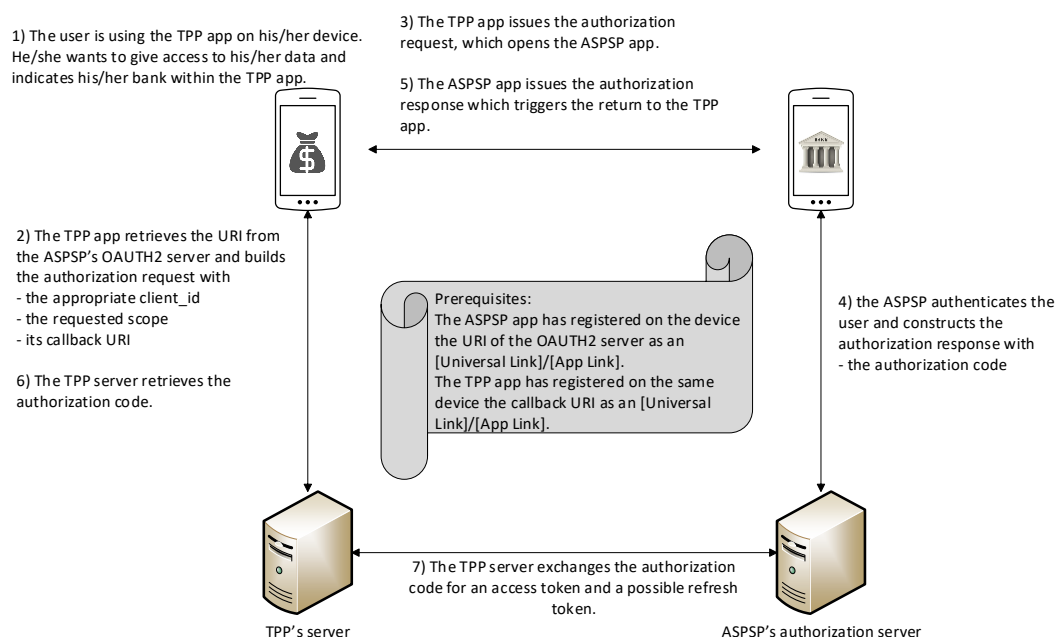 1) The user is using the TPP app on his/her device.
He/she wants to give access to his/her data and
indicates his/her bank within the TPP app.
3) The TPP app issues the authorization
request, which opens the ASPSP app.
5) The ASPSP app issues the authorization
response which triggers the return to the TPP
app.
$
BANK
2) The TPP app retrieves the URI from
the ASPSP's OAUTH2 server and builds
the authorization request with
- the appropriate client_id
- the requested scope
- its callback URI
6) The TPP server retrieves the
authorization code.
Prerequisites:
The ASPSP app has registered on the device
the URI of the OAUTH2 server as an
[Universal Link]/[App Link].
The TPP app has registered on the same
device the callback URI as an [Universal
Link]/[App Link].
4) the ASPSP authenticates the
user and constructs the
authorization response with
- the authorization code
7) The TPP server exchanges the authorization
code for an access token and a possible refresh
token.
TPP's server
ASPSP's authorization server